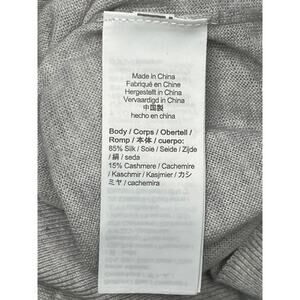 Made in China
Fabriqué en Chine
Hergestellt in China
Vervaardigd in China
中国製
hecho en china
Body / Corps / Oberteil /
Romp / 本体 / cuerpo:
85% Silk / Soie / Seide / Zijde
/ 絹 / seda
15% Cashmere / Cachemire
/ Kaschmir / Kasjmier / カシ
ミヤ / cachemira